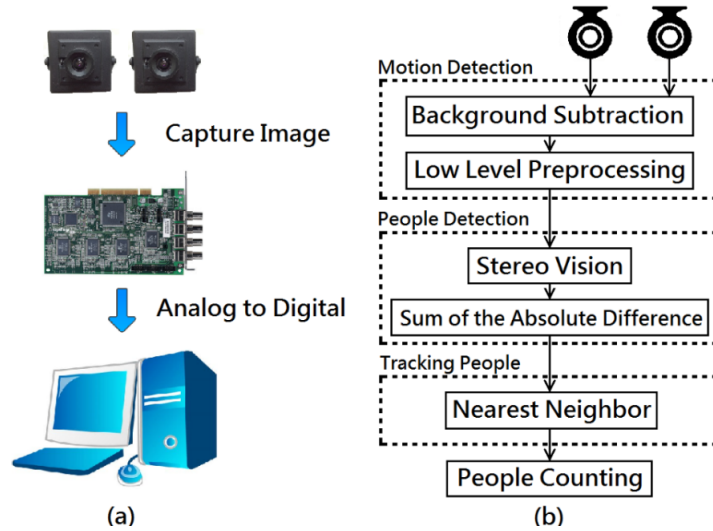 Capture Image
Analog to Digital
(a)
Motion Detection
Background Subtraction
Low Level Preprocessing
People Detection
Stereo Vision
Sum of the Absolute Difference
Tracking People
Nearest Neighbor
People Counting
(b)